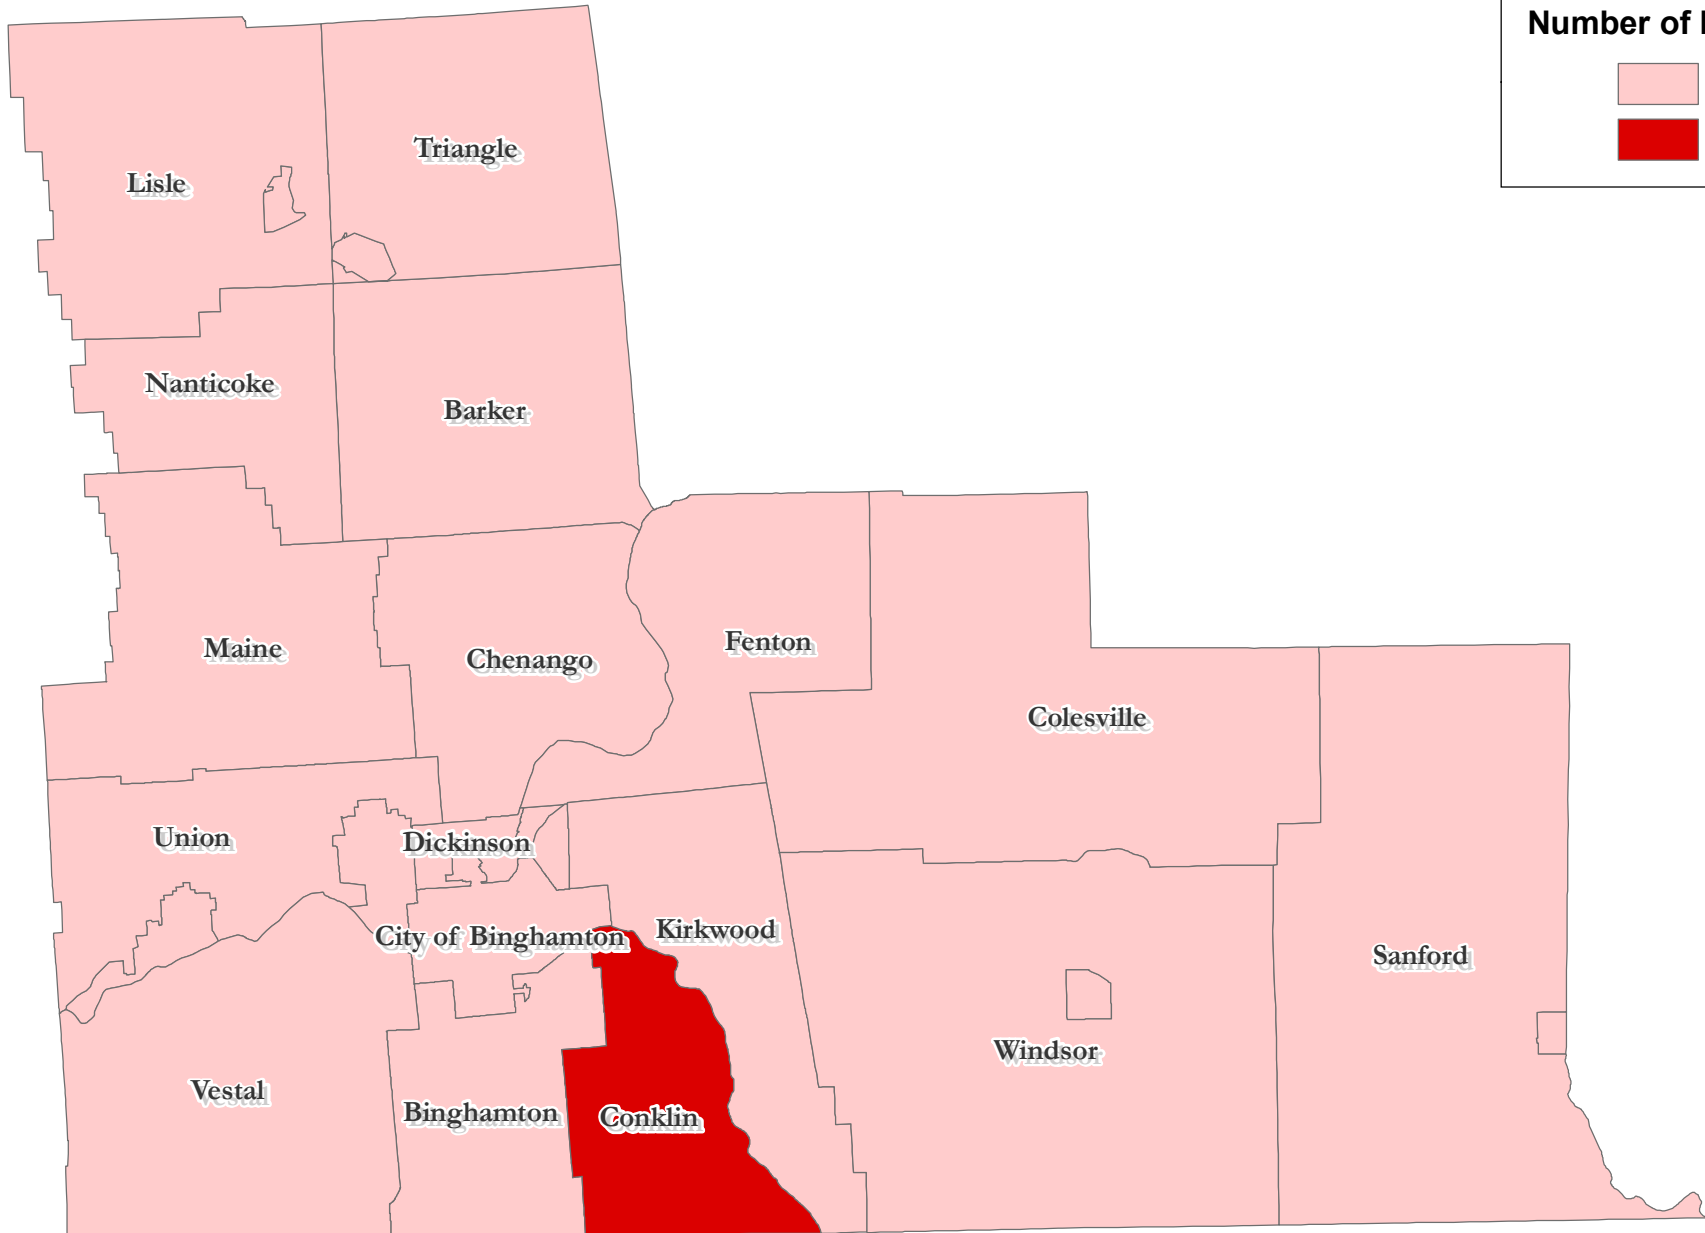 Number of
Triangle
Lisle
Nanticoke
Barker
Maine
Chenango
Fenton
Colesville
Union
Dickinson
City of Binghamton
Kirkwood
Sanford
Windsor
Vestal
Binghamton
Conklin